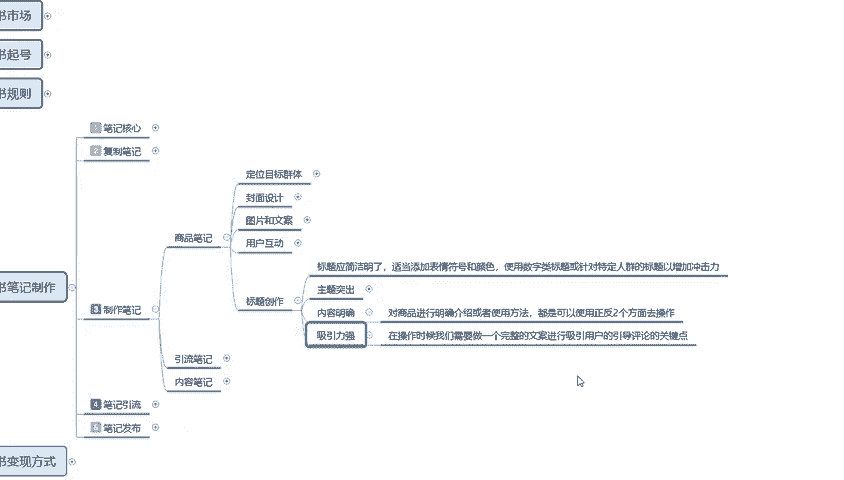 书市场
书起号
书规则
1 笔记核心
2 复制笔记
定位目标群体
封面设计
图片和文案
商品笔记
用户互动
标题应简洁明了，适当添加表情符号和颜色，使用数字类标题或针对特定人群的标题以增加冲击力
主题突出
书笔记制作
标题创作
3 制作笔记
内容明确
对商品进行明确介绍或者使用方法，都是可以使用正反2个方面去操作
吸引力强
在操作时候我们需要做一个完整的文案进行吸引用户的引导评论的关键点
引流笔记
内容笔记
4 笔记引流
5 笔记发布
书变现方式